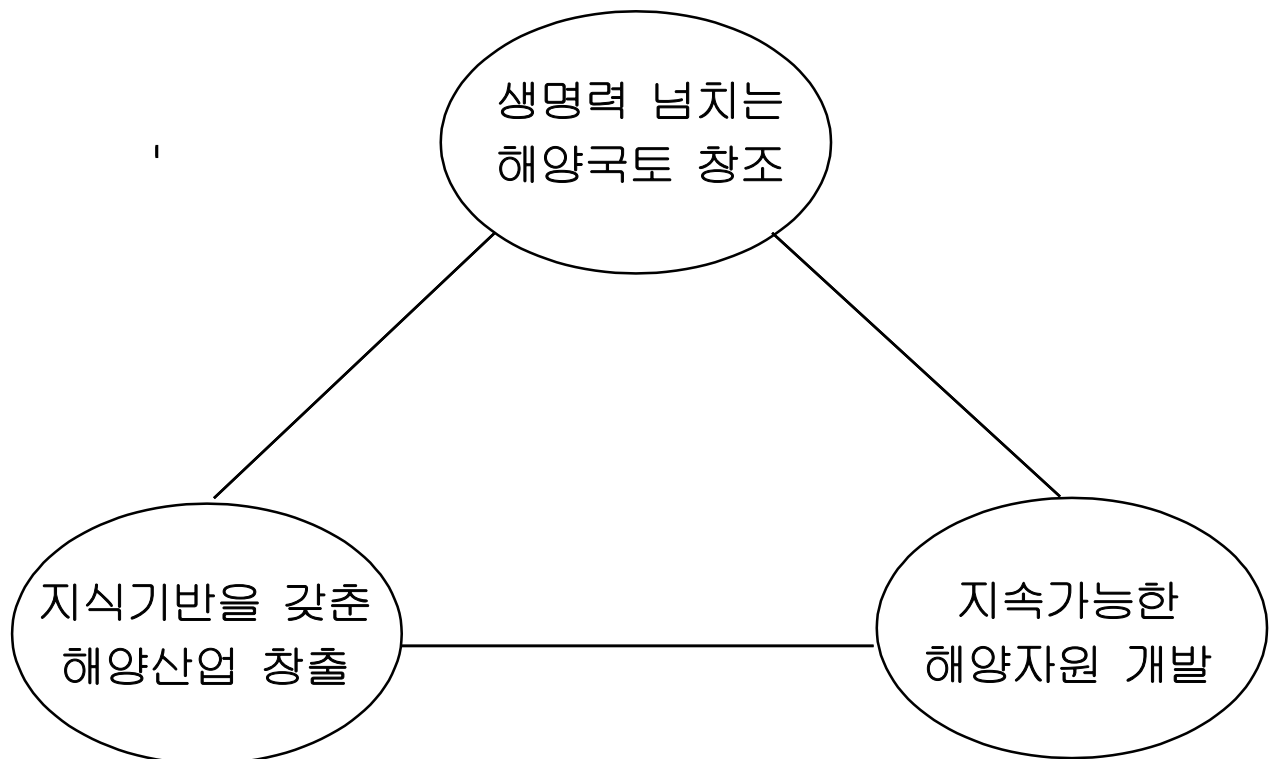 생명력 넘치는
해양국토 창조
지식기반을 갖춘
해양산업 창출
지속가능한
해양자원 개발